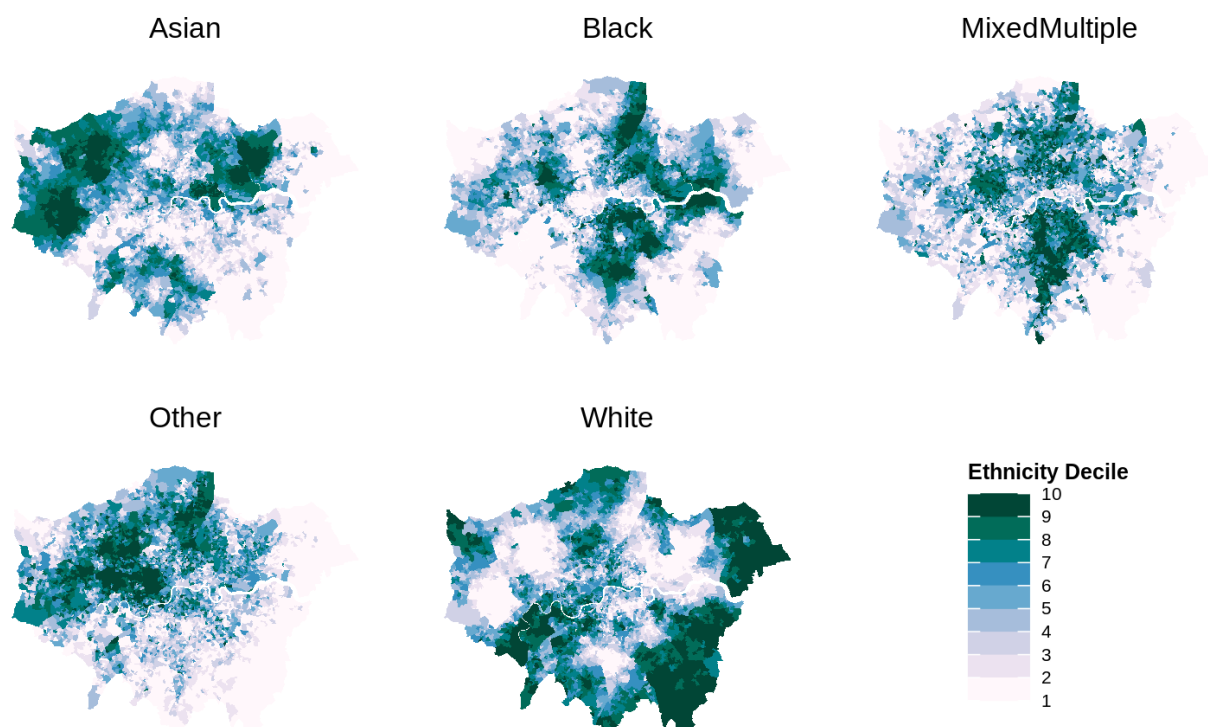 Asian
Black
MixedMultiple
Other
White
Ethnicity Decile
10
9
8
7
6
5
4
3
2
1